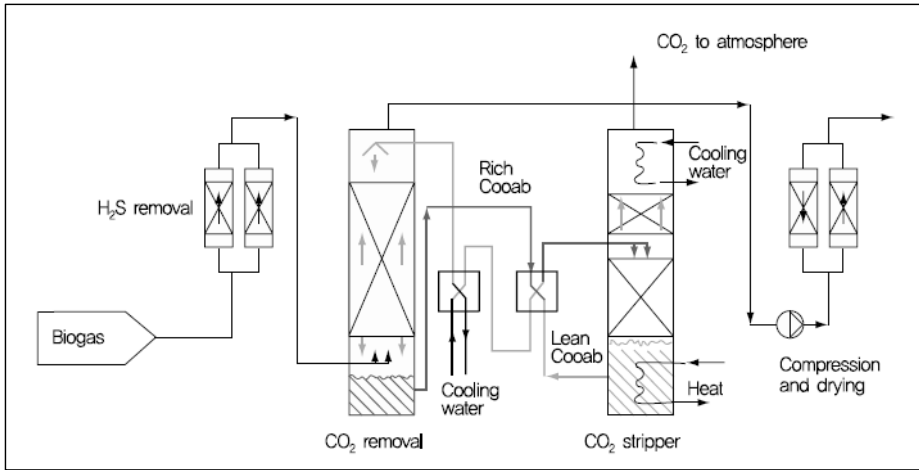 CO₂ to atmosphere
H₂S removal
Rich
Cooab
Cooling
water
Biogas
Lean
Cooab
Cooling
water
Heat
Compression
and drying
CO₂ removal
CO₂ stripper